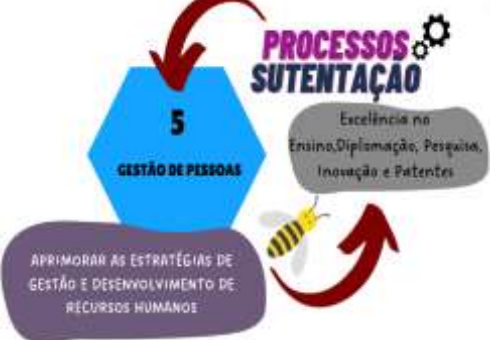 PROCESSOS
SUTENTAÇÃO
Excelência no
Ensino,Diplomação, Pesquisa,
Inovação e Patentes
5
GESTÃO DE PESSOAS
APRIMORAR AS ESTRATÉGIAS DE
GESTÃO E DESENVOLVIMENTO DE
RECURSOS HUMANOS